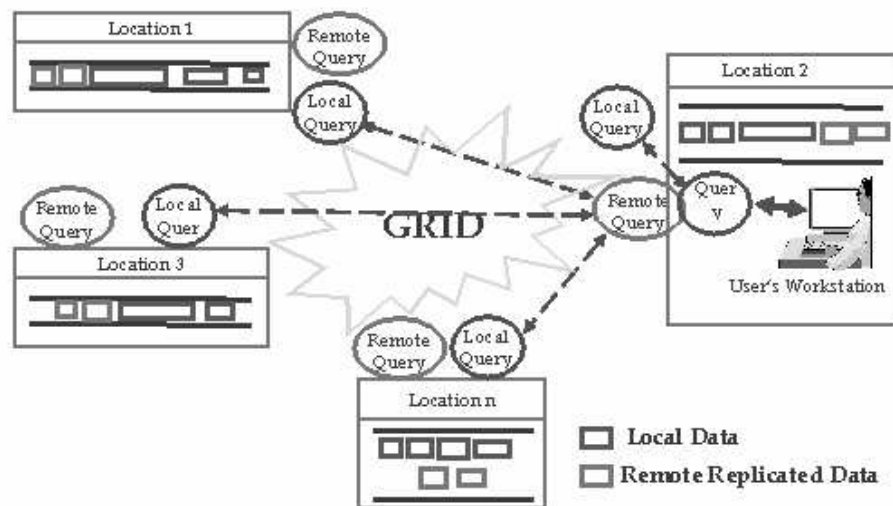 Location 1
Remote
Query
Local
Query
Location 2
Local
Query
Remote
Query
Quer
y
User's Workstation
Remote
Query
Local
Quer
Location 3
GRID
Remote
Query
Local
Query
Location n
Local Data
Remote Replicated Data